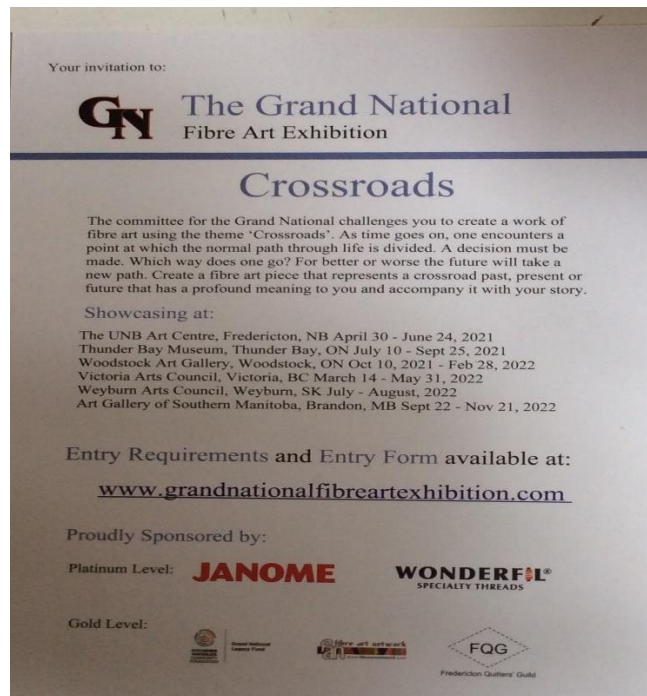 Your invitation to:
GN
The Grand National
Fibre Art Exhibition
Crossroads
The committee for the Grand National challenges you to create a work of
fibre art using the theme 'Crossroads'. As time goes on, one encounters a
point at which the normal path through life is divided. A decision must be
made. Which way does one go? For better or worse the future will take a
new path. Create a fibre art piece that represents a crossroad past, present or
future that has a profound meaning to you and accompany it with your story.
Showcasing at:
The UNB Art Centre, Fredericton, NB April 30 - June 24, 2021
Thunder Bay Museum, Thunder Bay, ON July 10 - Sept 25, 2021
Woodstock Art Gallery, Woodstock, ON Oct 10, 2021 - Feb 28, 2022
Victoria Arts Council, Victoria, BC March 14 - May 31, 2022
Weyburn Arts Council, Weyburn, SK July - August, 2022
Art Gallery of Southern Manitoba, Brandon, MB Sept 22 - Nov 21, 2022
Entry Requirements and Entry Form available at:
www.grandnationalfibreartexhibition.com
Proudly Sponsored by:
Platinum Level: JANOME WONDERFIL®
SPECIALTY THREADS
Gold Level:
Grand National
Legacy Fund
fibre art network
FQG
Fredericton Quilters' Guild